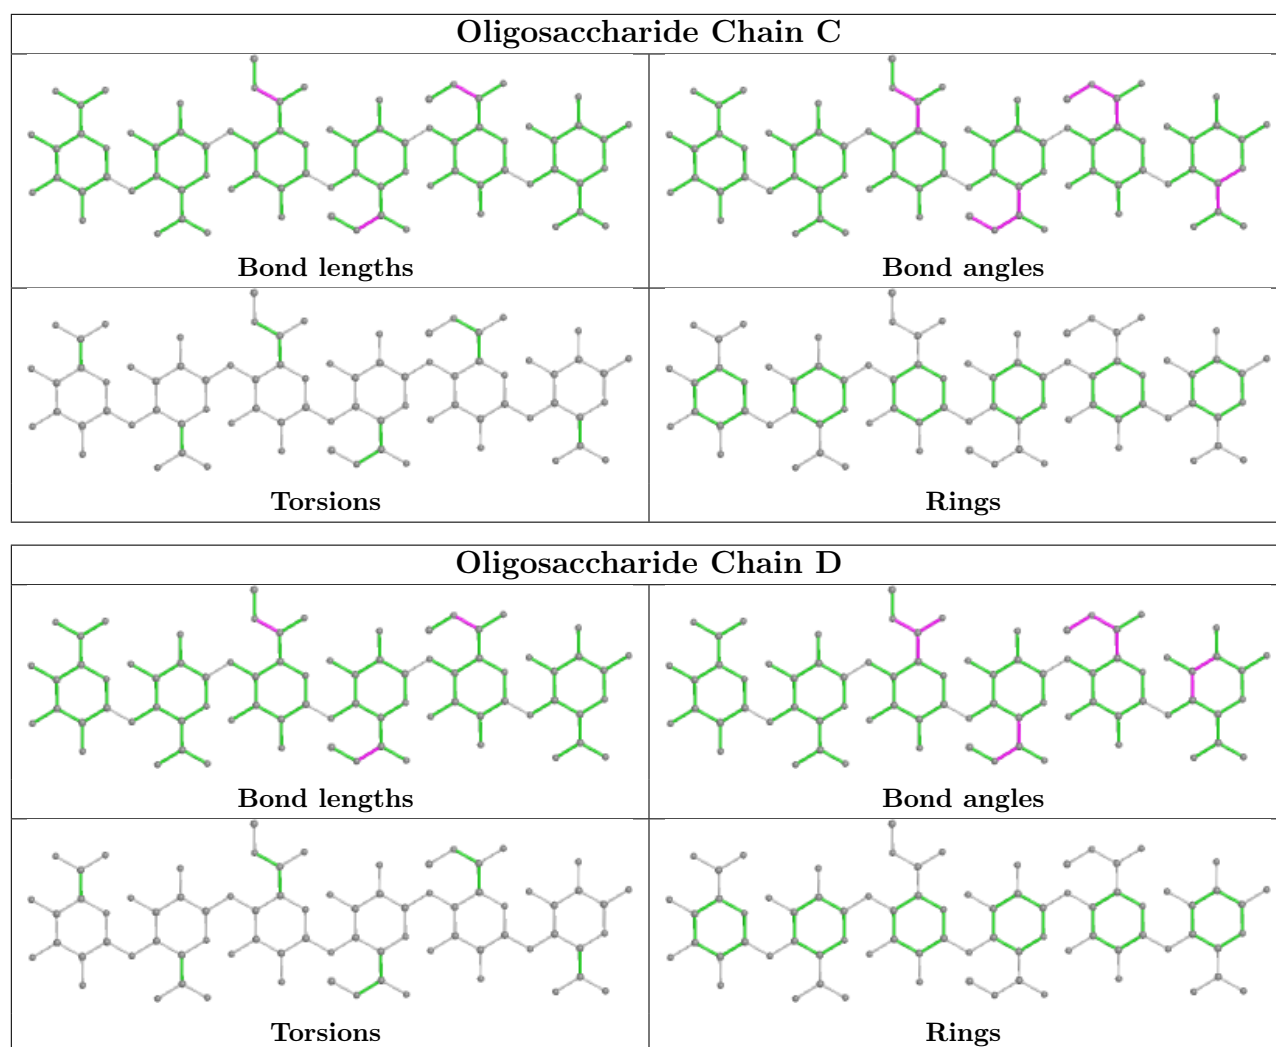 Oligosaccharide Chain C
Bond lengths
Bond angles
Torsions
Rings
Oligosaccharide Chain D
Bond lengths
Bond angles
Torsions
Rings